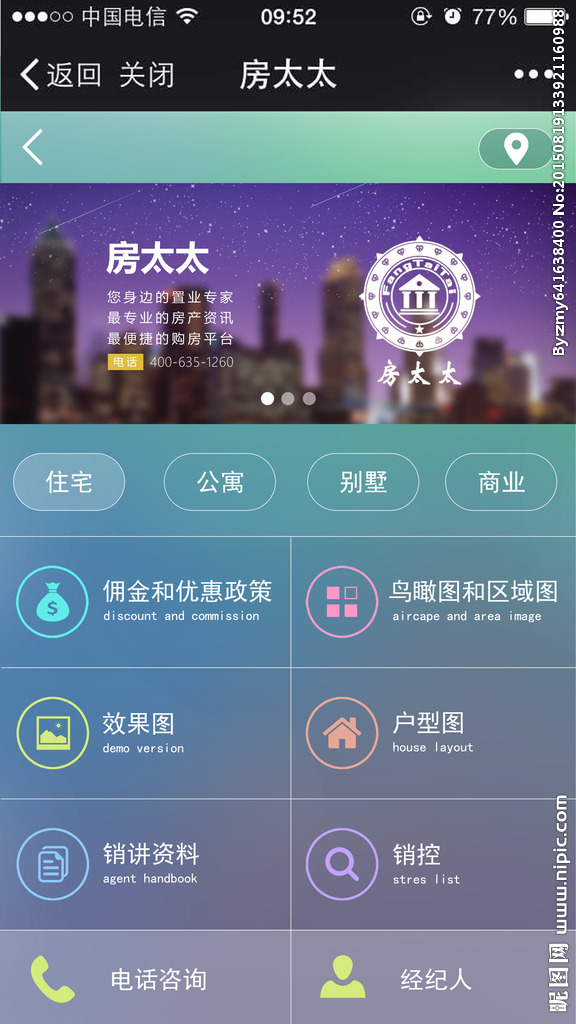 中国电信 09:52 77%
返回 关闭 房太太
房太太
您身边的置业专家
最专业的房产资讯
最便捷的购房平台
电话 400-635-1260
FangTaiTai
房太太
住宅 公寓 别墅 商业
佣金和优惠政策
discount and commission
鸟瞰图和区域图
aircape and area image
效果图
demo version
户型图
house layout
销讲资料
agent handbook
销控
stres list
电话咨询
经纪人
By:zmy641638400 No:20150819133921160988
昵图网 www.nipic.com